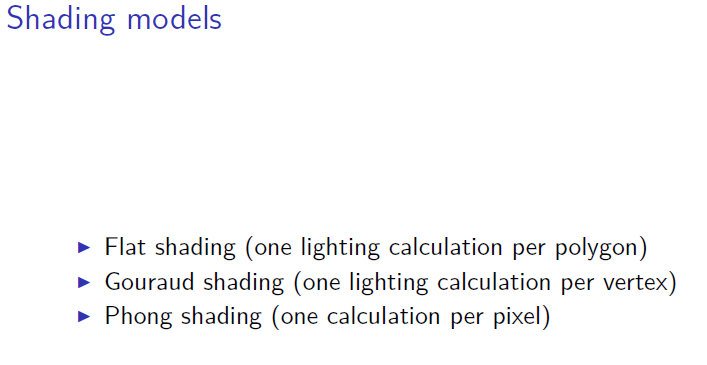 Shading models
▶ Flat shading (one lighting calculation per polygon)
▶ Gouraud shading (one lighting calculation per vertex)
▶ Phong shading (one calculation per pixel)